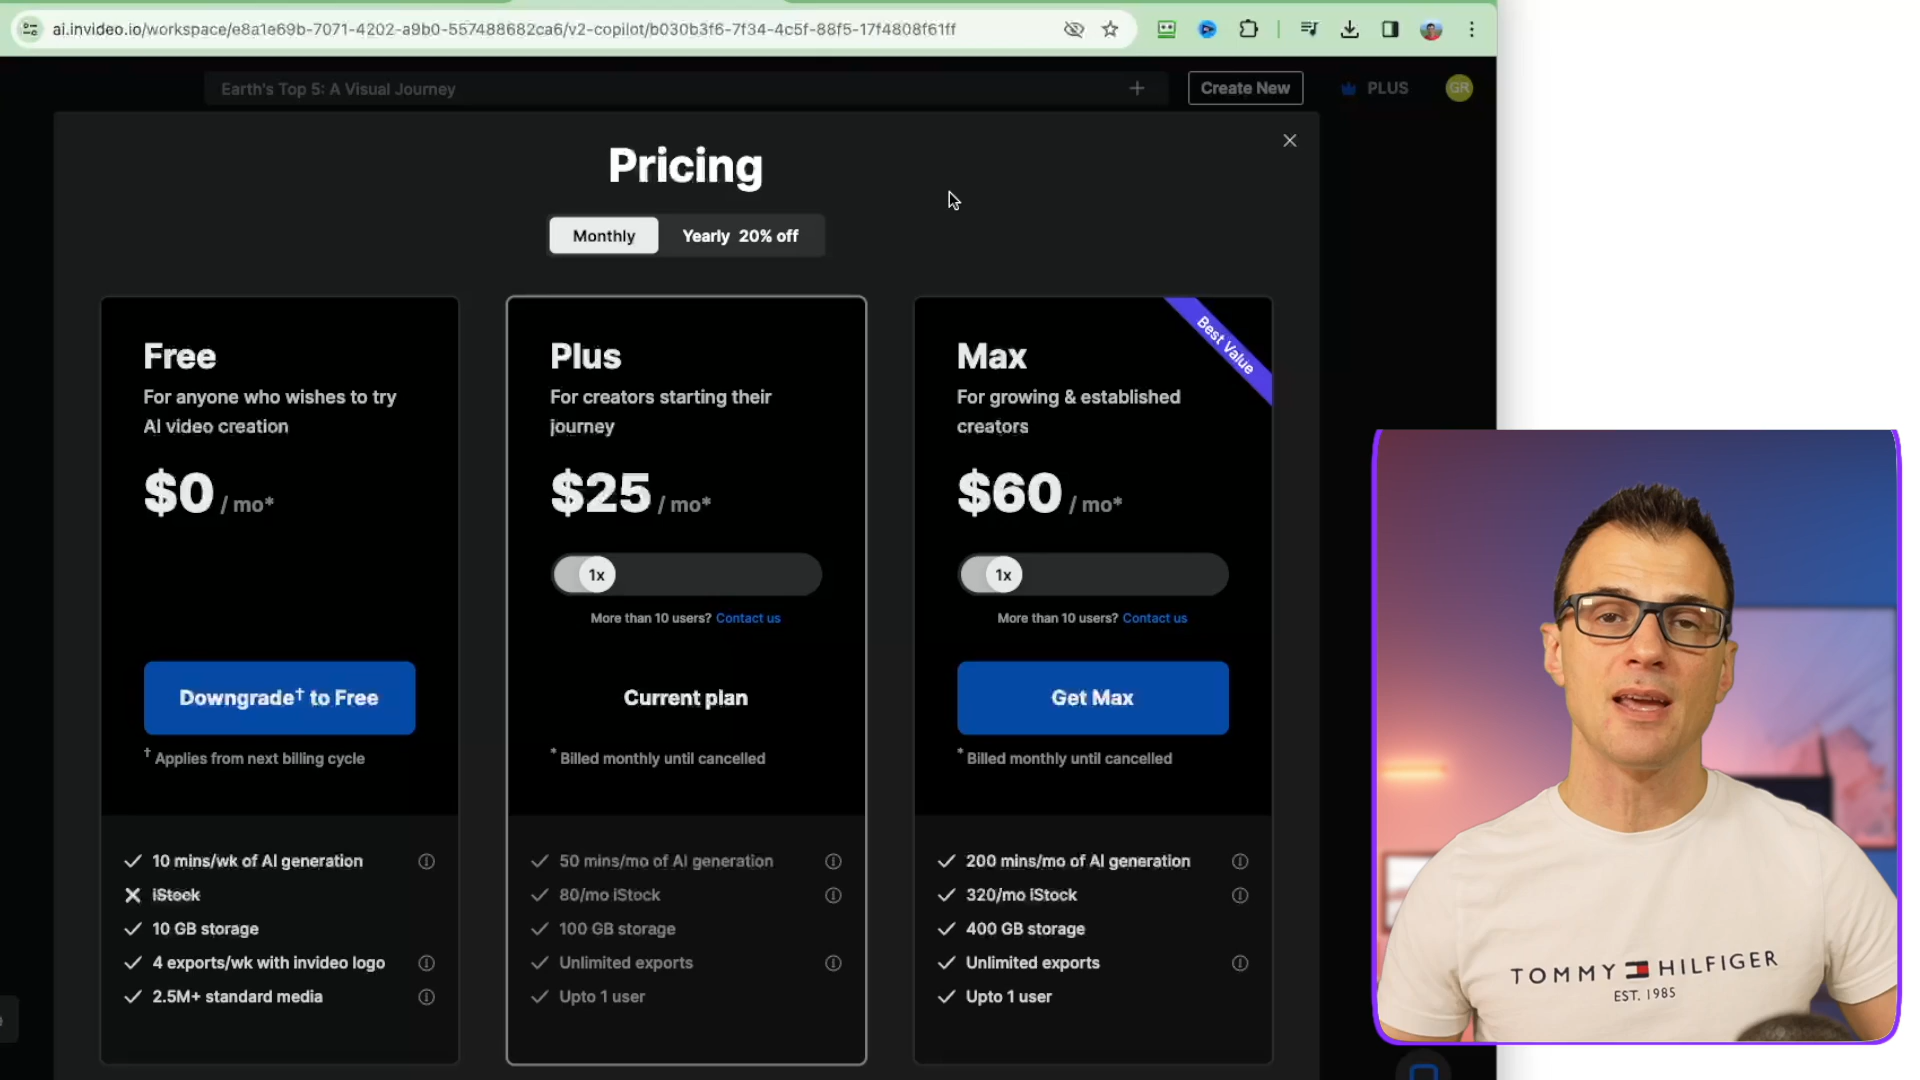 ai.invideo.io/workspace/e8a1e69b-7071-4202-a9b0-557488682ca6/v2-copilot/b030b3f6-7f34-4c5f-88f5-17f4808f61ff
Earth's Top 5: A Visual Journey
Create New
PLUS
GR
Pricing
Monthly
Yearly 20% off
Free
For anyone who wishes to try
AI video creation
$0 / mo*
Downgrade† to Free
† Applies from next billing cycle
10 mins/wk of AI generation
iStock
10 GB storage
4 exports/wk with invideo logo
2.5M+ standard media
Plus
For creators starting their
journey
$25 / mo*
1x
More than 10 users? Contact us
Current plan
* Billed monthly until cancelled
50 mins/mo of AI generation
80/mo iStock
100 GB storage
Unlimited exports
Upto 1 user
Best Value
Max
For growing & established
creators
$60 / mo*
1x
More than 10 users? Contact us
Get Max
* Billed monthly until cancelled
200 mins/mo of AI generation
320/mo iStock
400 GB storage
Unlimited exports
Upto 1 user
TOMMY HILFIGER
EST. 1985